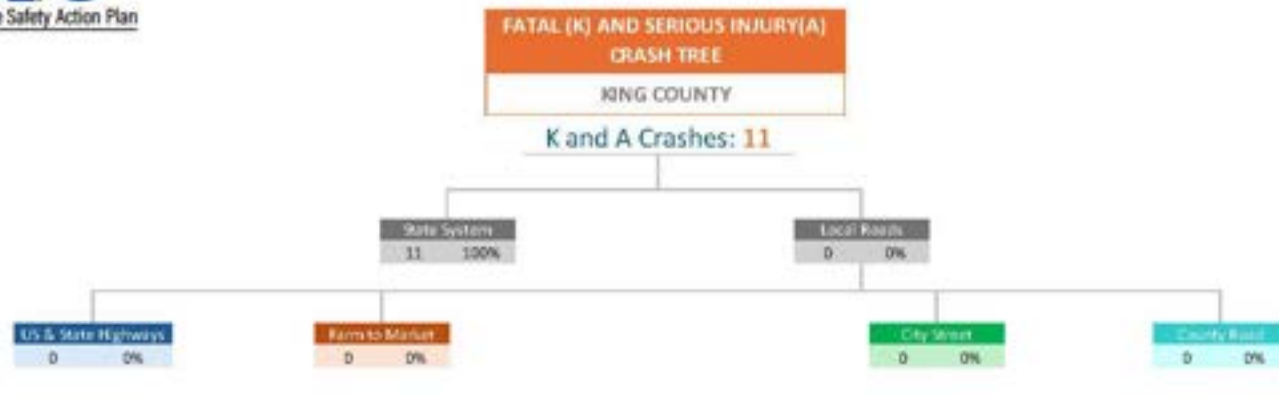 Safety Action Plan
FATAL (K) AND SERIOUS INJURY(A)
CRASH TREE
KING COUNTY
K and A Crashes: 11
State System
11 100%
Local Roads
0 0%
US & State Highways
0 0%
Farm to Market
0 0%
City Street
0 0%
County Road
0 0%